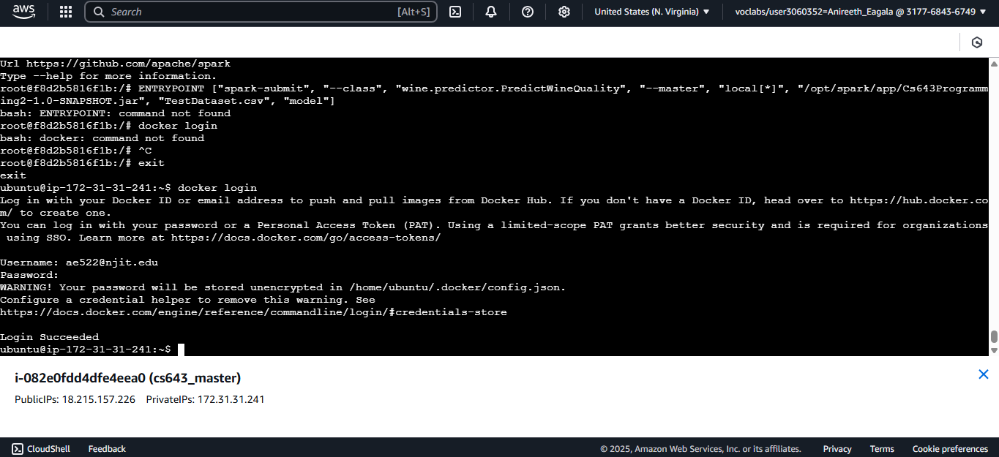 aws
Search
[Alt+S]
United States (N. Virginia)
voclabs/user3060352=Anireeth_Eagala @ 3177-6843-6749
Url https://github.com/apache/spark
Type --help for more information.
root@f8d2b5816f1b:/# ENTRYPOINT ["spark-submit", "--class", "wine.predictor.PredictWineQuality", "--master", "local[*]", "/opt/spark/app/Cs643Programm
ing2-1.0-SNAPSHOT.jar", "TestDataset.csv", "model"]
bash: ENTRYPOINT: command not found
root@f8d2b5816f1b:/# docker login
bash: docker: command not found
root@f8d2b5816f1b:/# ^C
root@f8d2b5816f1b:/# exit
exit
ubuntu@ip-172-31-31-241:~$ docker login
Log in with your Docker ID or email address to push and pull images from Docker Hub. If you don't have a Docker ID, head over to https://hub.docker.co
m/ to create one.
You can log in with your password or a Personal Access Token (PAT). Using a limited-scope PAT grants better security and is required for organizations
 using SSO. Learn more at https://docs.docker.com/go/access-tokens/
Username: ae522@njit.edu
Password:
WARNING! Your password will be stored unencrypted in /home/ubuntu/.docker/config.json.
Configure a credential helper to remove this warning. See
https://docs.docker.com/engine/reference/commandline/login/#credentials-store
Login Succeeded
ubuntu@ip-172-31-31-241:~$
i-082e0fdd4dfe4eea0 (cs643_master)
PublicIPs: 18.215.157.226 PrivateIPs: 172.31.31.241
CloudShell
Feedback
© 2025, Amazon Web Services, Inc. or its affiliates.
Privacy
Terms
Cookie preferences